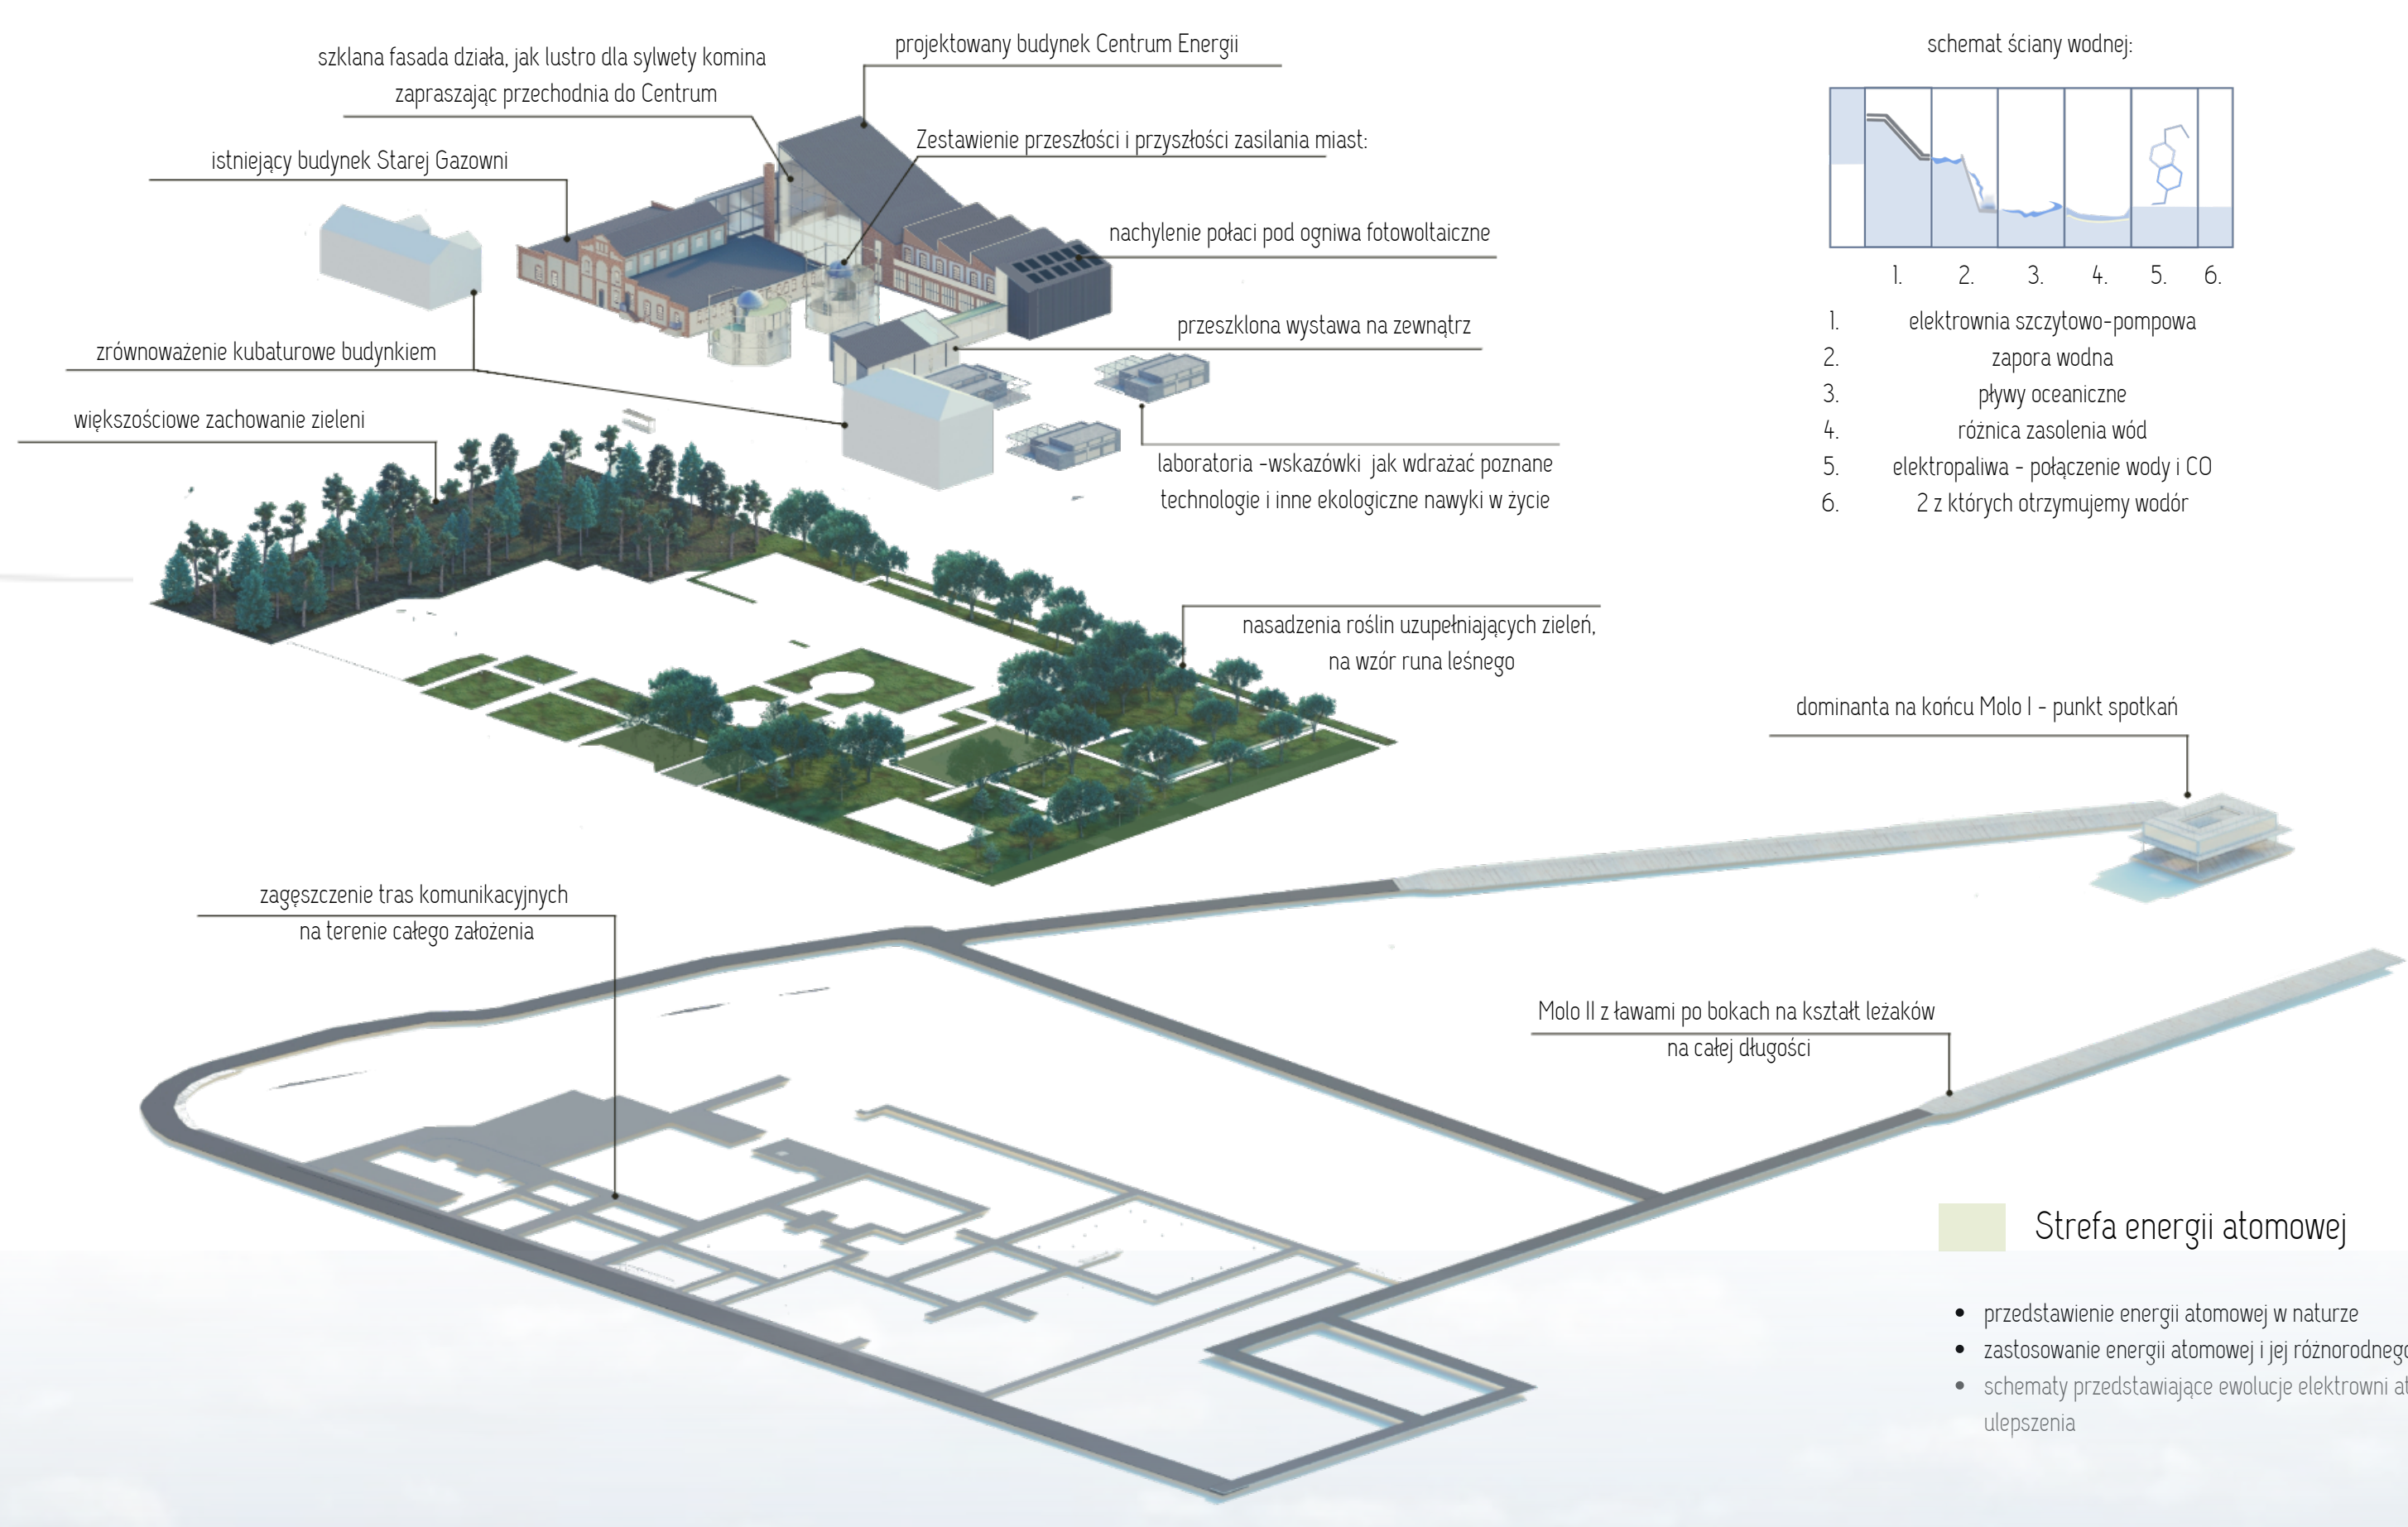 szklana fasada działa, jak lustro dla sylwety komina
zapraszając przechodnia do Centrum
projektowany budynek Centrum Energii
Zestawienie przeszłości i przyszłości zasilania miast:
istniejący budynek Starej Gazowni
nachylenie połaci pod ogniwa fotowoltaiczne
przeszklona wystawa na zewnątrz
zrównoważenie kubaturowe budynkiem
większościowe zachowanie zieleni
laboratoria -wskazówki jak wdrażać poznane
technologie i inne ekologiczne nawyki w życie
nasadzenia roślin uzupełniających zieleń,
na wzór runa leśnego
schemat ściany wodnej:
1. 2. 3. 4. 5. 6.
1. elektrownia szczytowo-pompowa
2. zapora wodna
3. pływy oceaniczne
4. różnica zasolenia wód
5. elektropaliwa - połączenie wody i CO
6. 2 z których otrzymujemy wodór
dominanta na końcu Molo I - punkt spotkań
zagęszczenie tras komunikacyjnych
na terenie całego założenia
Molo II z ławami po bokach na kształt leżaków
na całej długości
Strefa energii atomowej
• przedstawienie energii atomowej w naturze
• zastosowanie energii atomowej i jej różnorodnego
• schematy przedstawiające ewolucje elektrowni
ulepszenia